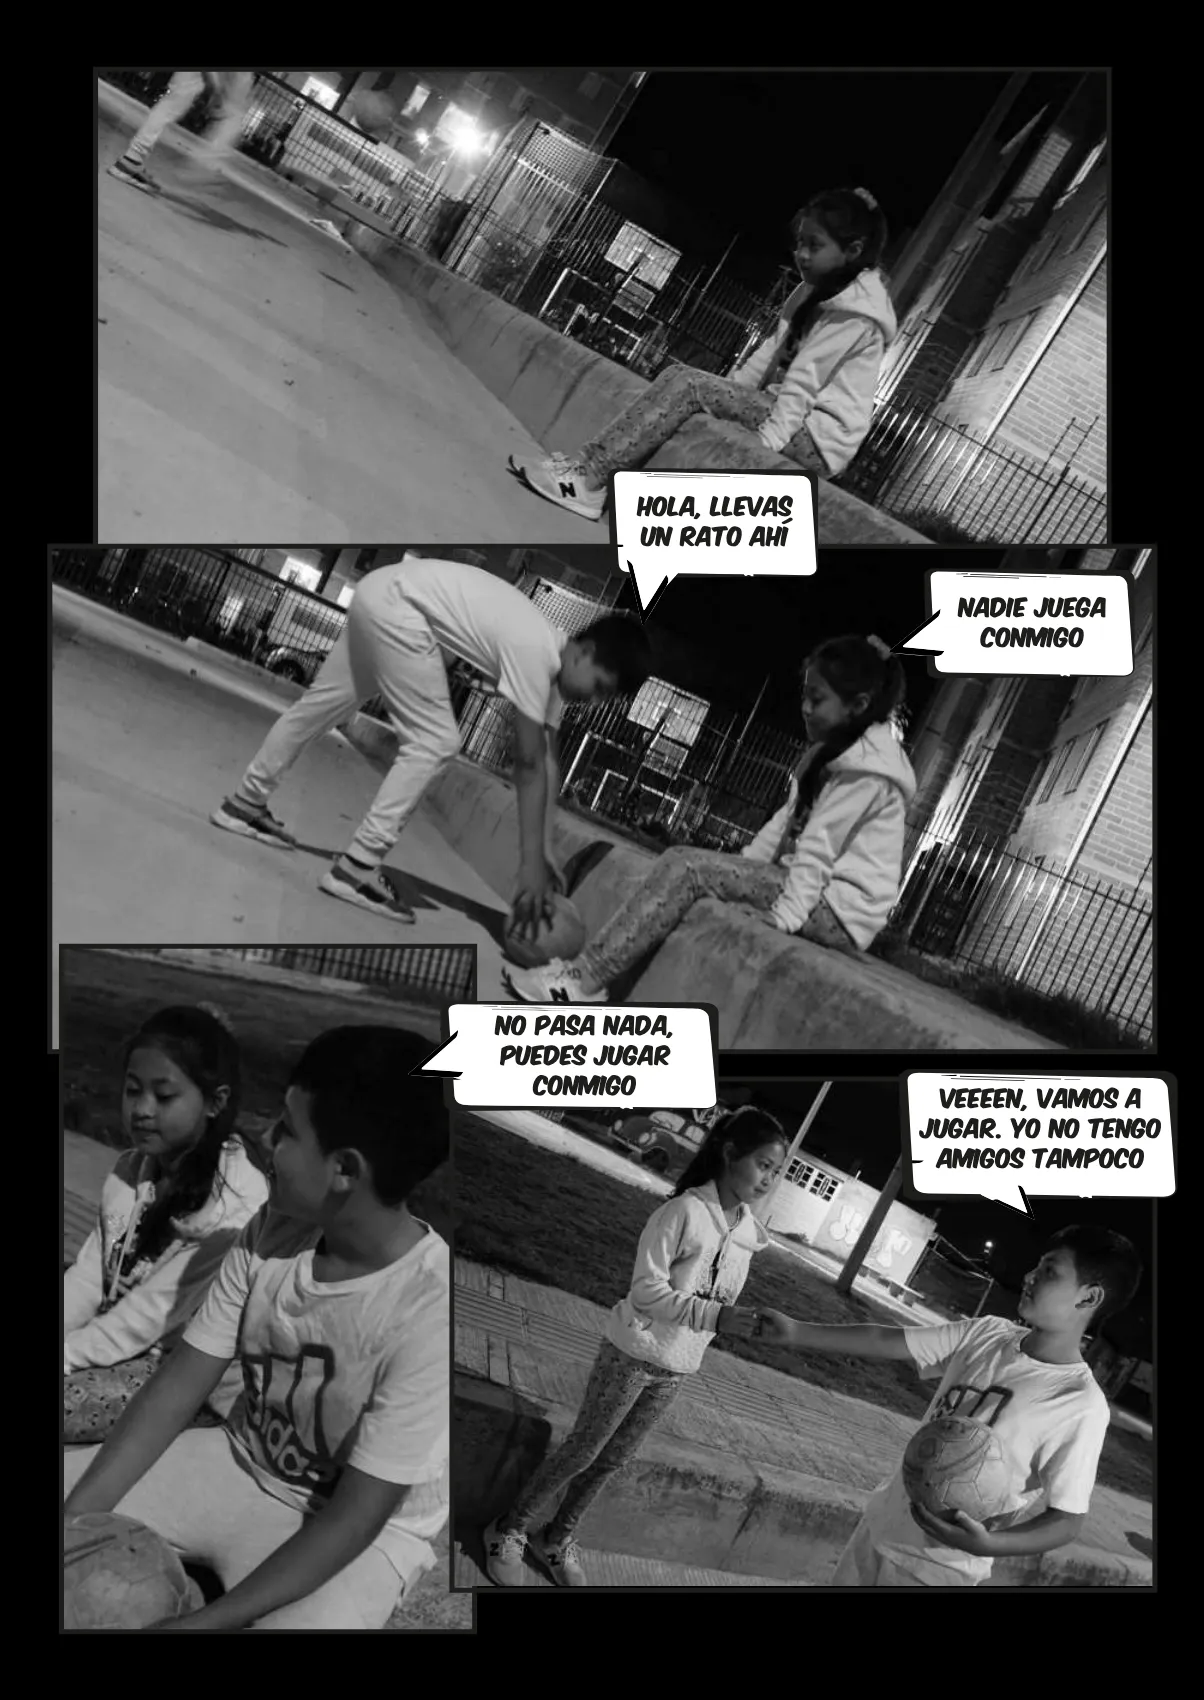 HOLA, LLEVAS
UN RATO AHÍ
NADIE JUEGA
CONMIGO
NO PASA NADA,
PUEDES JUGAR
CONMIGO
VEEEEN, VAMOS A
JUGAR. YO NO TENGO
AMIGOS TAMPOCO
N
N
adidas